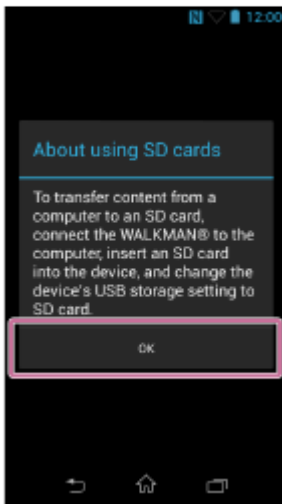 12:00
About using SD cards
To transfer content from a
computer to an SD card,
connect the WALKMAN® to the
computer, insert an SD card
into the device, and change the
device's USB storage setting to
SD card.
OK